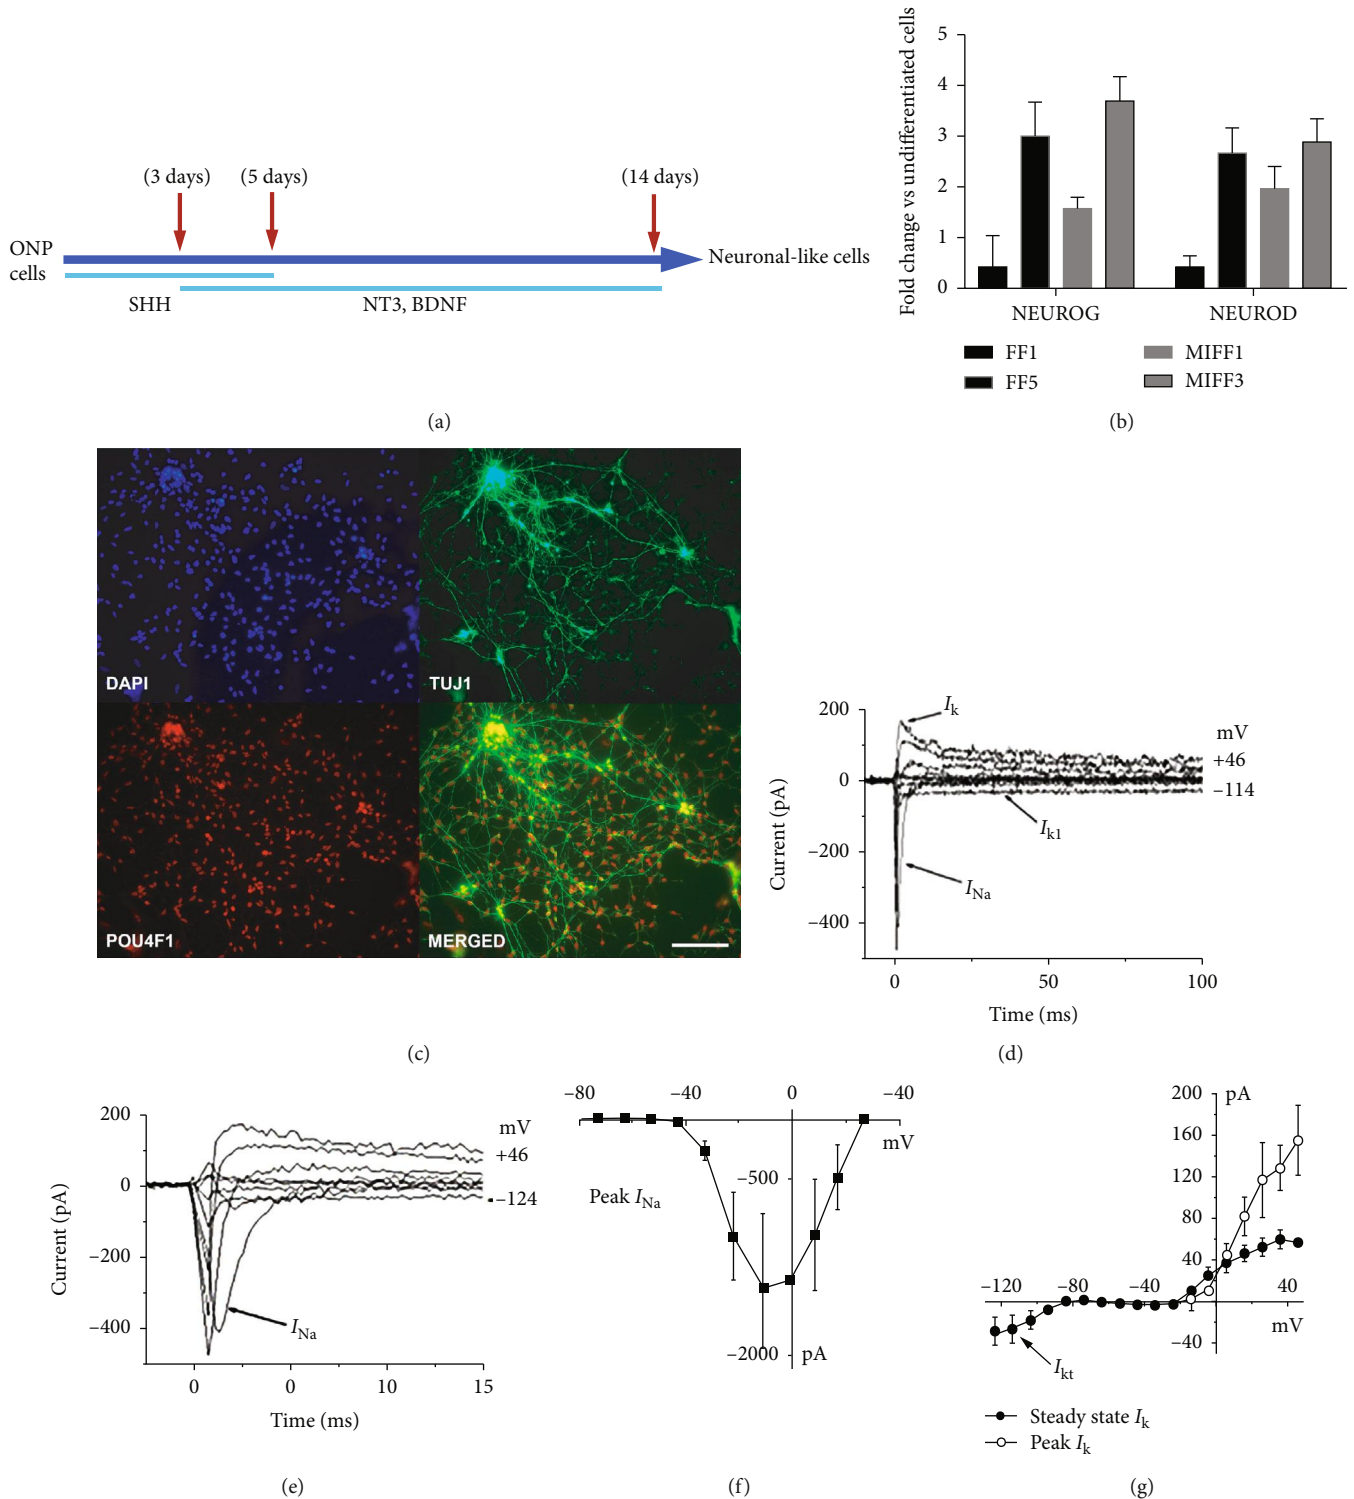 (3 days)
(5 days)
(14 days)
ONP
cells
Neuronal-like cells
SHH
NT3, BDNF
(a)
Fold change vs undifferentiated cells
5
4
3
2
1
0
NEUROG
NEUROD
FF1
MIFF1
FF5
MIFF3
(b)
DAPI
TUJ1
POU4F1
MERGED
(c)
Current (pA)
200
0
−200
−400
Ik
mV
+46
−114
Ik1
INa
0
50
100
Time (ms)
(d)
Current (pA)
200
0
−200
−400
mV
+46
−124
INa
0
0
10
15
Time (ms)
(e)
−80
−40
0
−40
mV
Peak INa
−500
−2000
pA
(f)
200
pA
160
120
80
40
−40
−120
−80
−40
40
mV
Ikt
Steady state Ik
Peak Ik
(g)